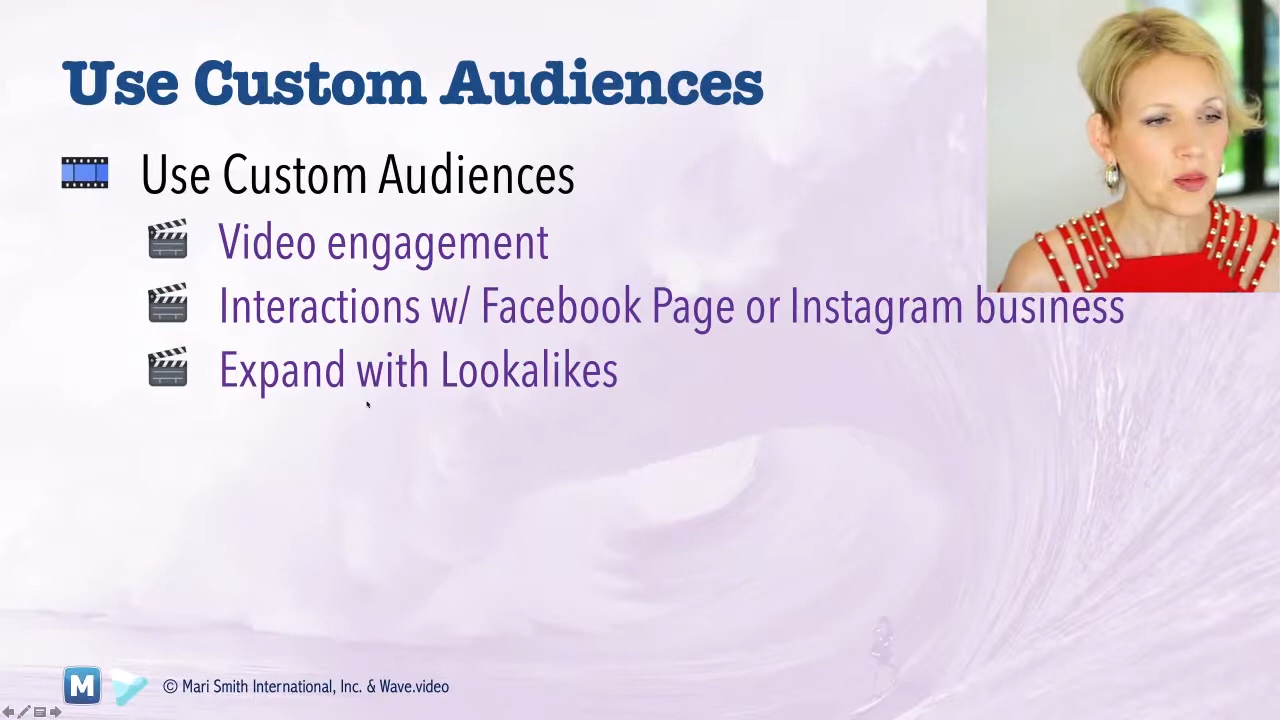 Use Custom Audiences
Use Custom Audiences
Video engagement
Interactions w/ Facebook Page or Instagram business
Expand with Lookalikes
M
© Mari Smith International, Inc. & Wave.video